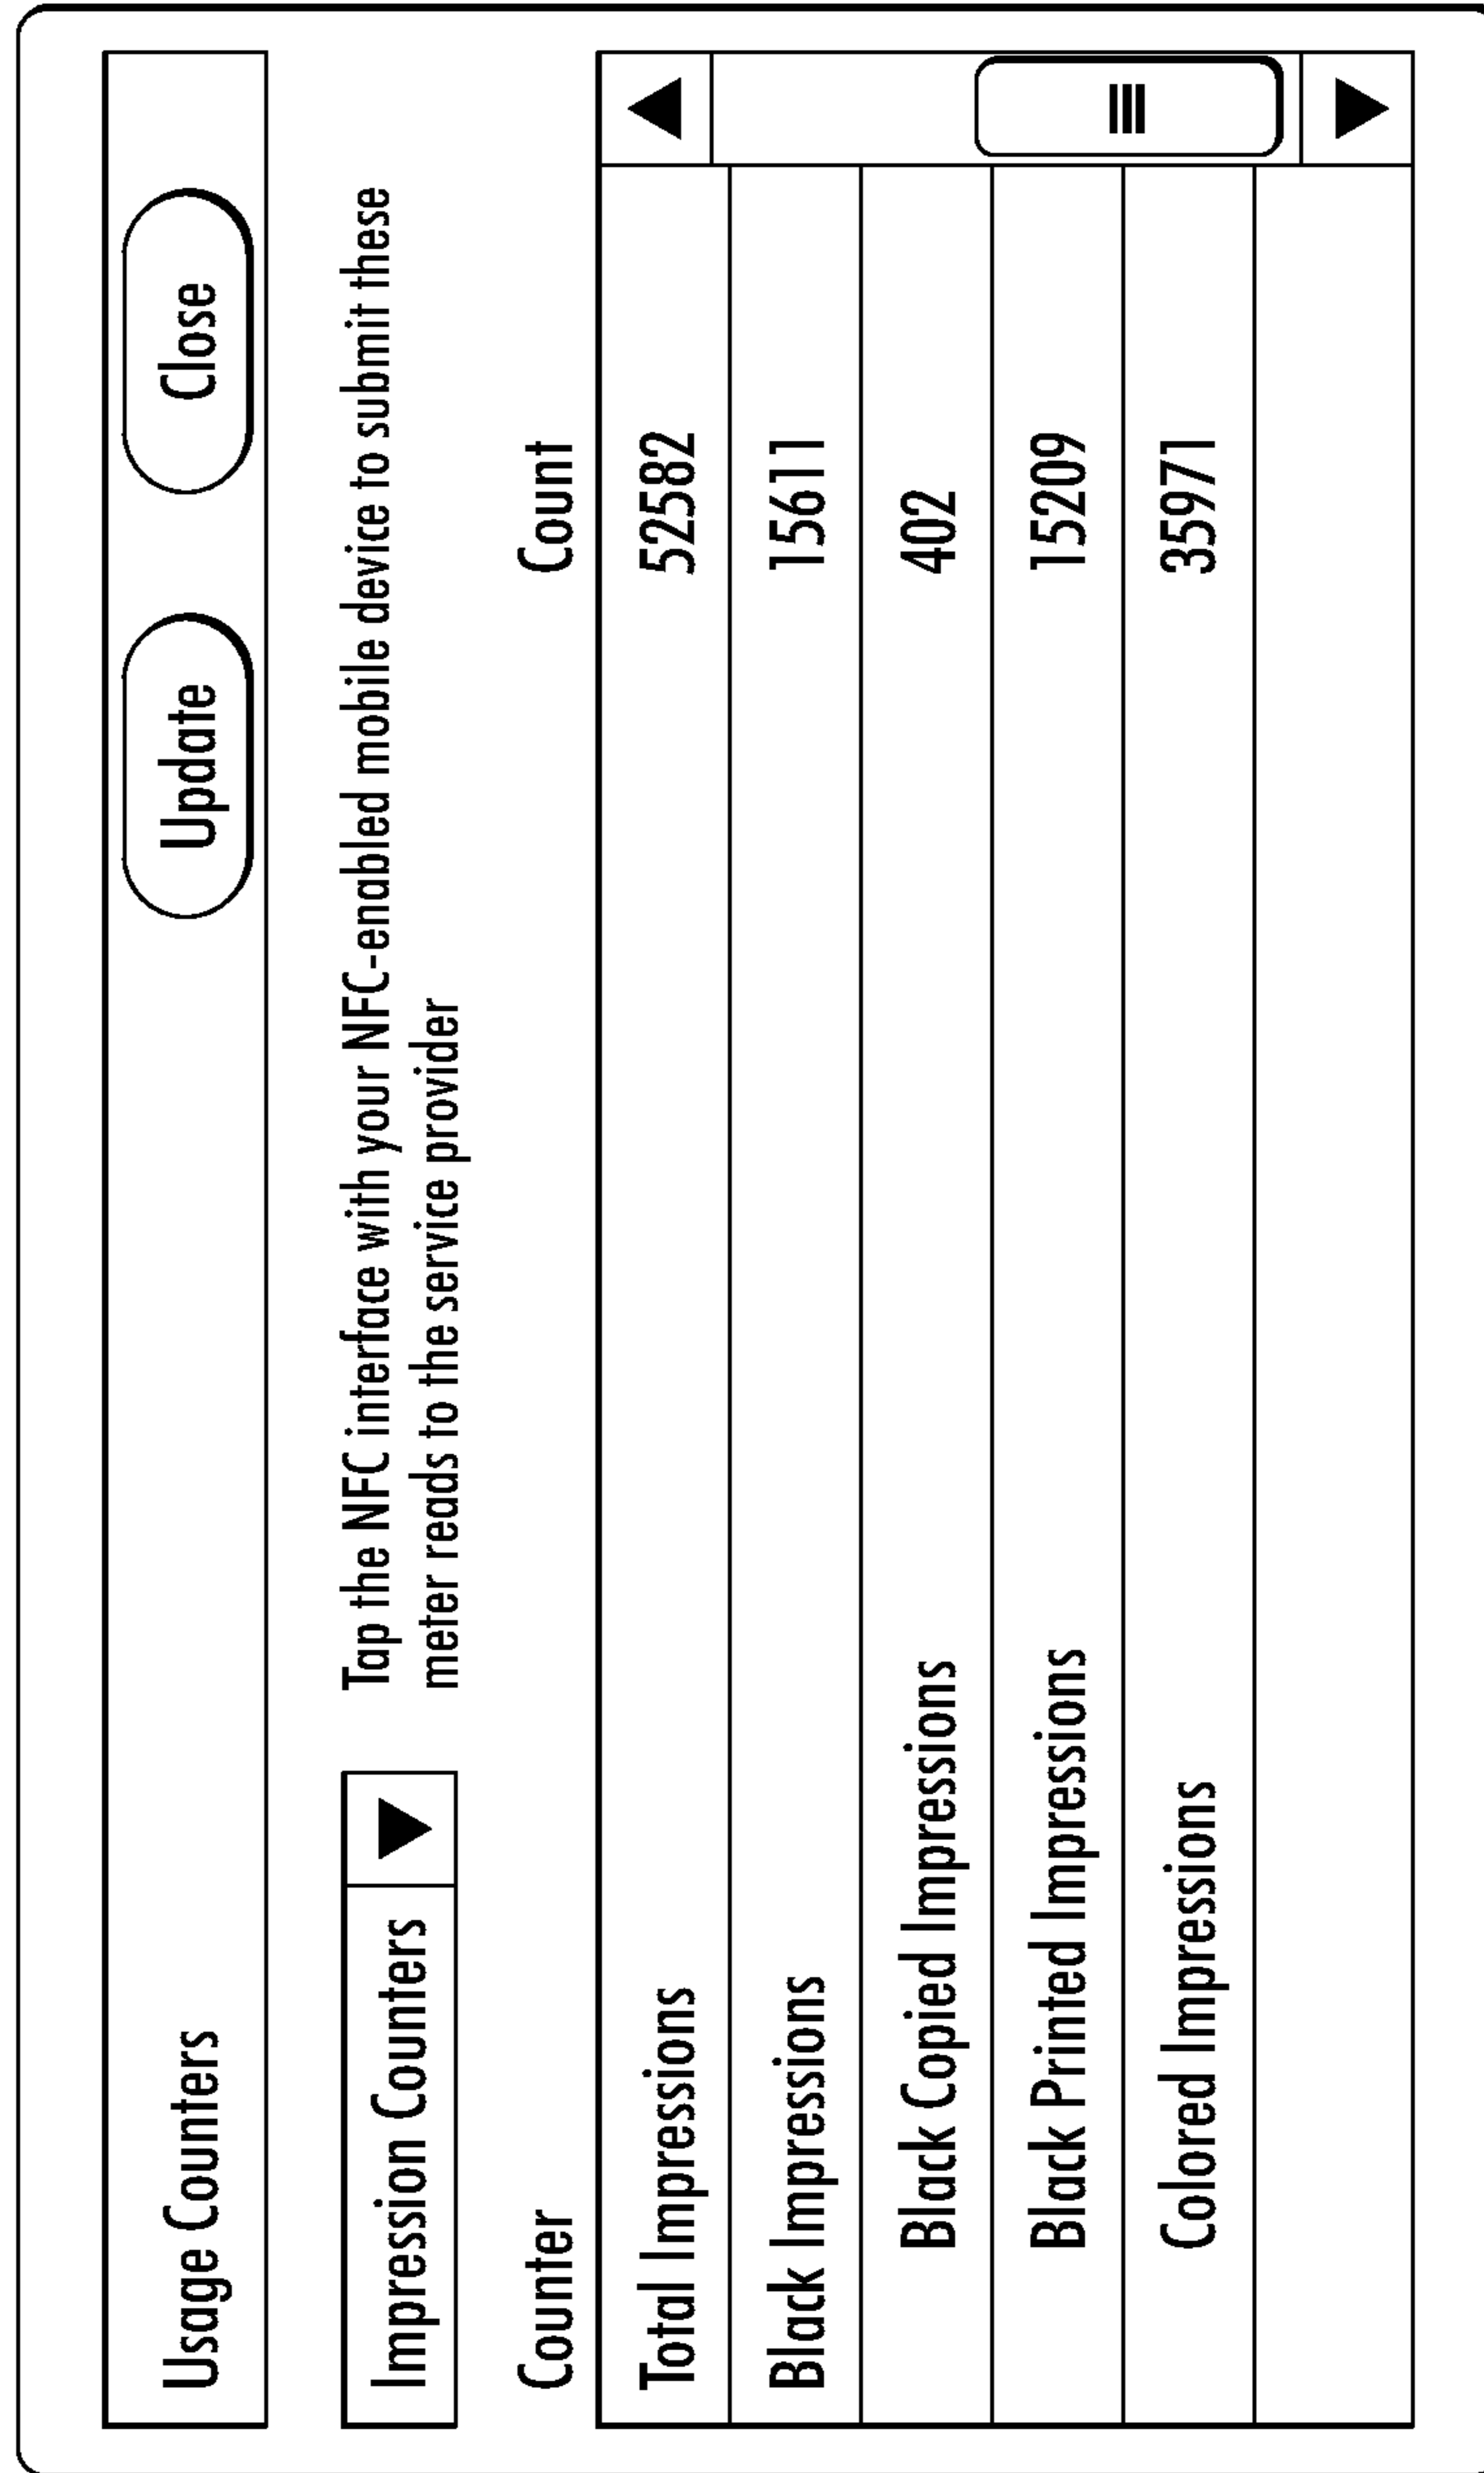 Usage Counters Update Close
Impression Counters
Tap the NFC interface with your NFC-enabled mobile device to submit these
meter reads to the service provider
Counter Count
Total Impressions 52582
Black Impressions 15611
Black Copied Impressions 402
Black Printed Impressions 15209
Colored Impressions 35971